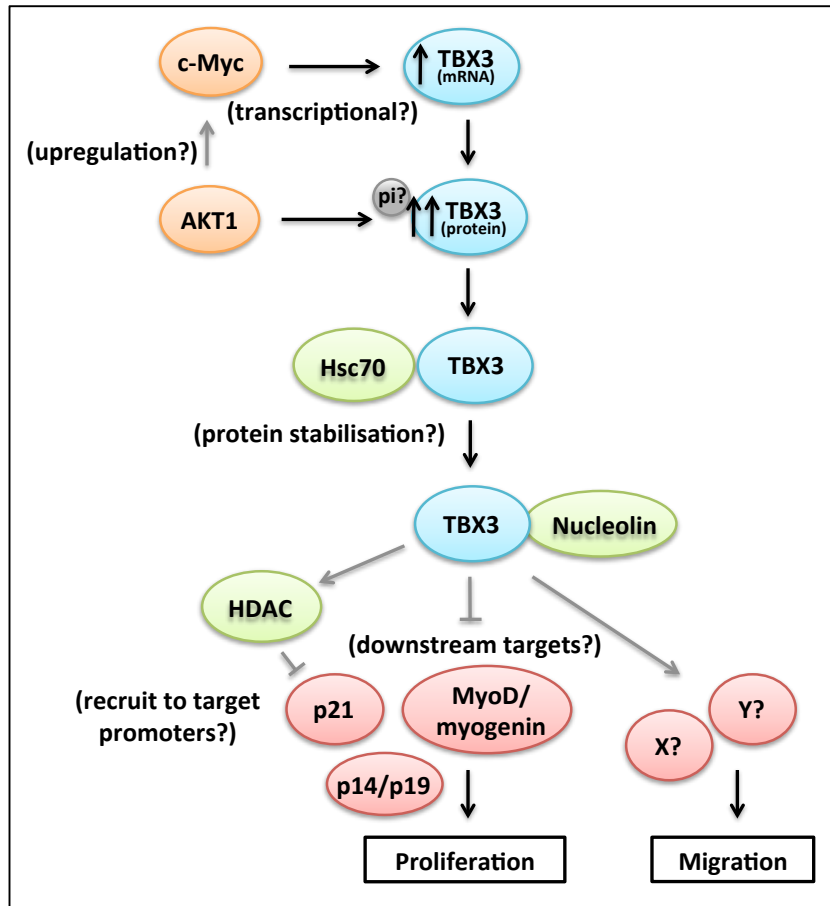 c-Myc
TBX3
(mRNA)
(transcriptional?)
(upregulation?)
pi?
AKT1
TBX3
(protein)
Hsc70
TBX3
(protein stabilisation?)
TBX3
Nucleolin
HDAC
(downstream targets?)
(recruit to target
promoters?)
p21
MyoD/
myogenin
Y?
X?
p14/p19
Proliferation
Migration